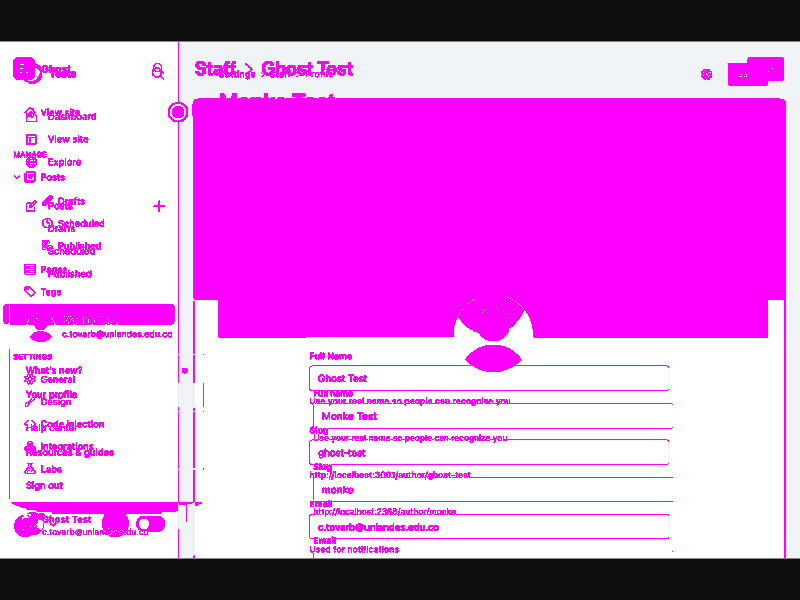 Ghost
Tests
Staff > Ghost Test
Settings > Staff > Profile
Monke Test
View site
Dashboard
View site
MANAGE
Explore
Posts
Drafts
Posts
Scheduled
Drafts
Published
Scheduled
Pages
Published
Tags
c.tovarb@uniandes.edu.co
SETTINGS
What's new?
General
Your profile
Design
Code injection
Help center
Integrations
Resources & guides
Labs
Sign out
Ghost Test
c.tovarb@uniandes.edu.co
Full Name
Ghost Test
Full name
Use your real name so people can recognize you
Monke Test
Slug
Use your real name so people can recognize you
ghost-test
Slug
http://localhost:3001/author/ghost-test
monke
Email
http://localhost:2368/author/monke
c.tovarb@uniandes.edu.co
Email
Used for notifications